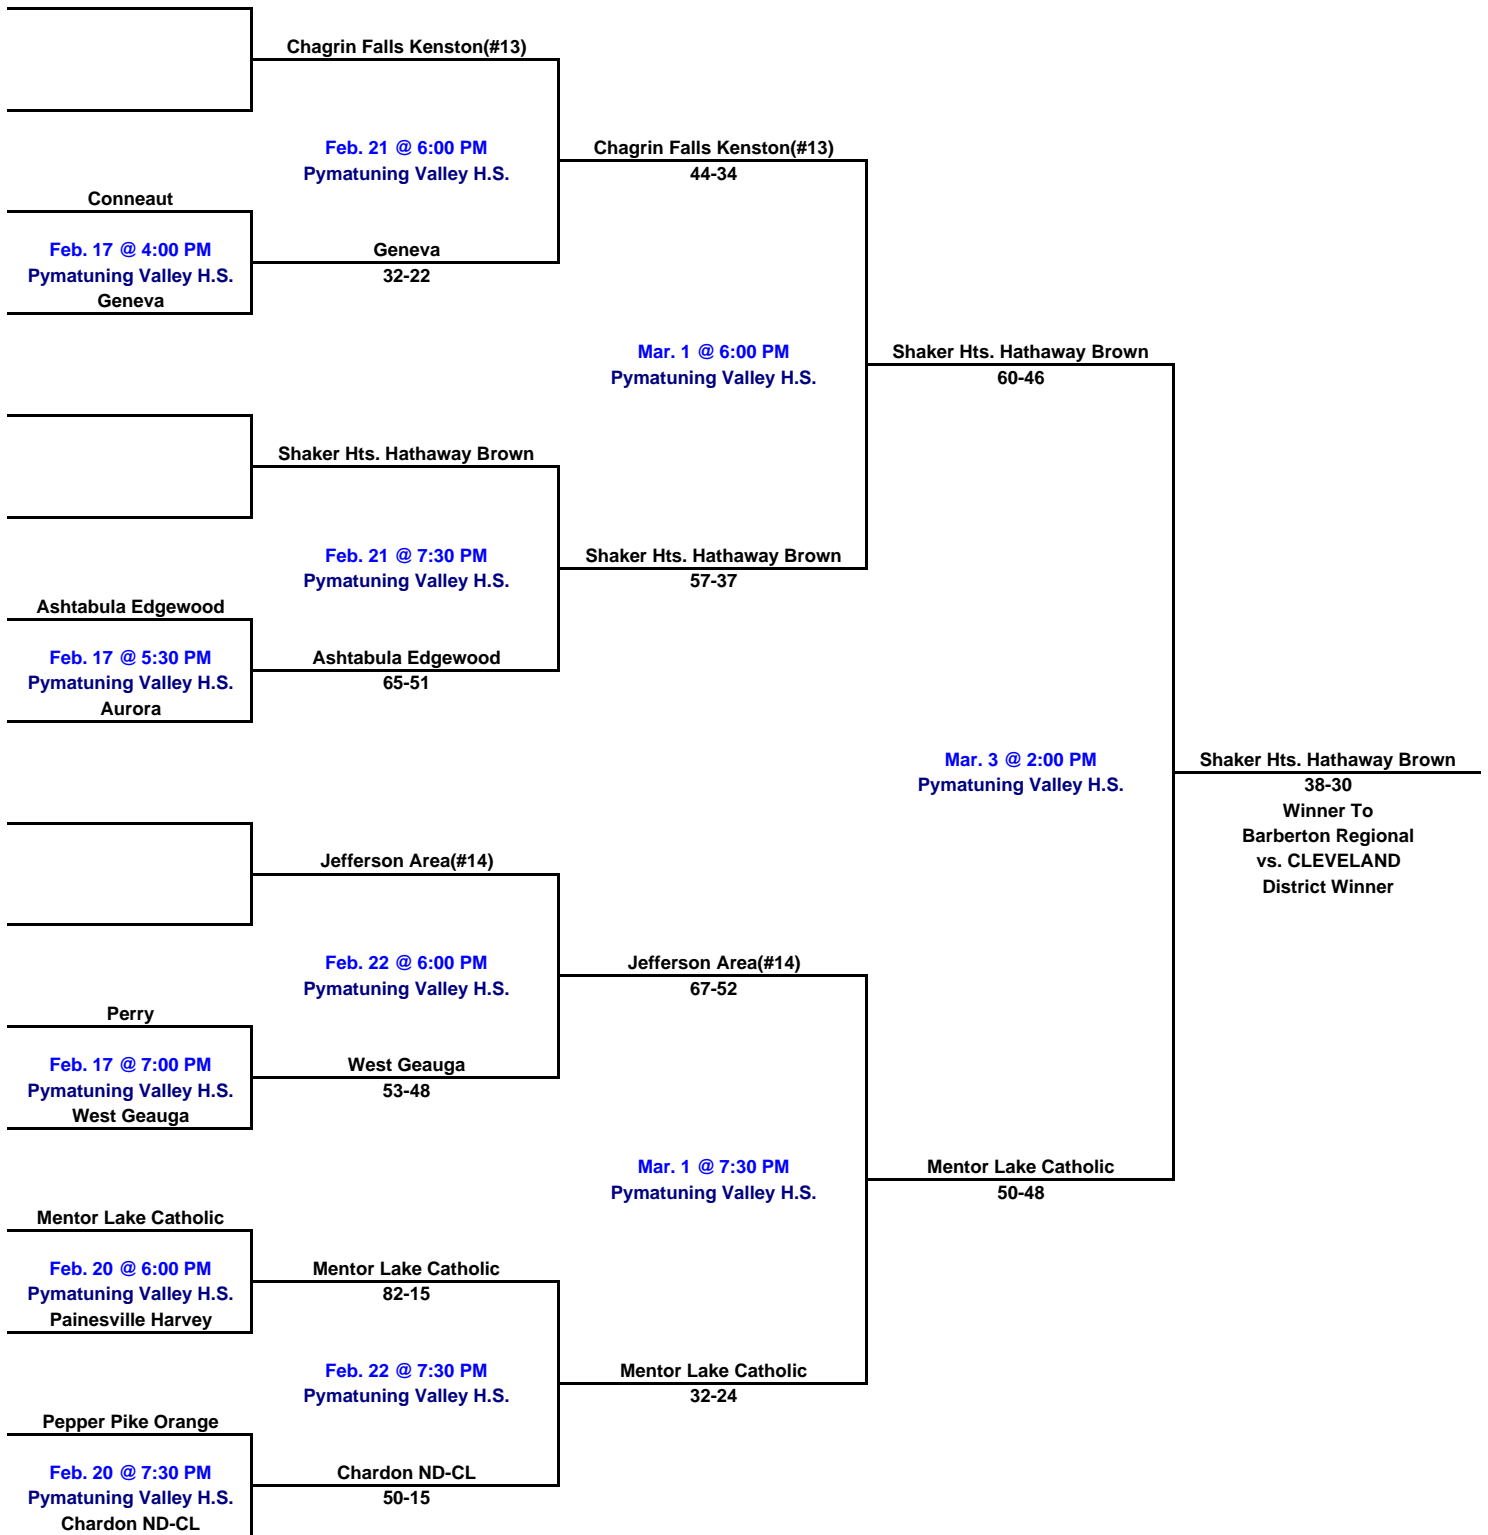 Chagrin Falls Kenston(#13)
Feb. 21 @ 6:00 PM
Pymatuning Valley H.S.
Chagrin Falls Kenston(#13)
44-34
Conneaut
Feb. 17 @ 4:00 PM
Pymatuning Valley H.S.
Geneva
Geneva
32-22
Mar. 1 @ 6:00 PM
Pymatuning Valley H.S.
Shaker Hts. Hathaway Brown
60-46
Shaker Hts. Hathaway Brown
Feb. 21 @ 7:30 PM
Pymatuning Valley H.S.
Shaker Hts. Hathaway Brown
57-37
Ashtabula Edgewood
Feb. 17 @ 5:30 PM
Pymatuning Valley H.S.
Aurora
Ashtabula Edgewood
65-51
Mar. 3 @ 2:00 PM
Pymatuning Valley H.S.
Shaker Hts. Hathaway Brown
38-30
Winner To
Barberton Regional
vs. CLEVELAND
District Winner
Jefferson Area(#14)
Feb. 22 @ 6:00 PM
Pymatuning Valley H.S.
Jefferson Area(#14)
67-52
Perry
Feb. 17 @ 7:00 PM
Pymatuning Valley H.S.
West Geauga
West Geauga
53-48
Mar. 1 @ 7:30 PM
Pymatuning Valley H.S.
Mentor Lake Catholic
50-48
Mentor Lake Catholic
Feb. 20 @ 6:00 PM
Pymatuning Valley H.S.
Painesville Harvey
Mentor Lake Catholic
82-15
Feb. 22 @ 7:30 PM
Pymatuning Valley H.S.
Mentor Lake Catholic
32-24
Pepper Pike Orange
Feb. 20 @ 7:30 PM
Pymatuning Valley H.S.
Chardon ND-CL
Chardon ND-CL
50-15